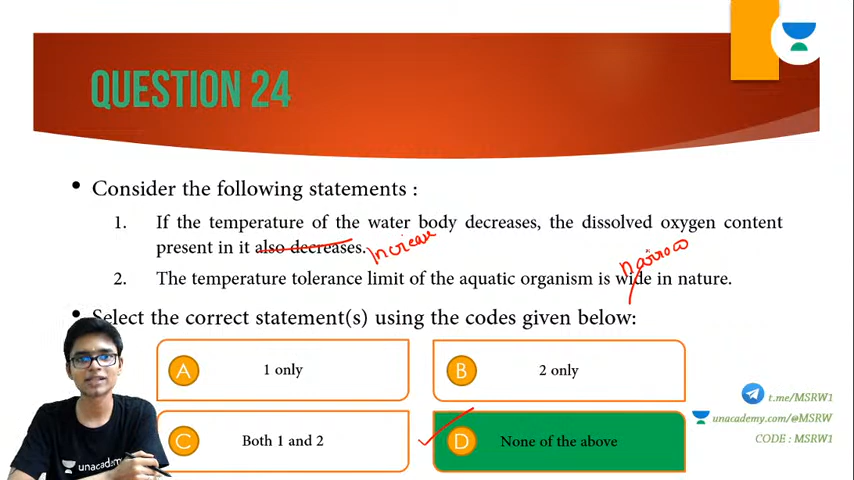 QUESTION 24
• Consider the following statements :
1. If the temperature of the water body decreases, the dissolved oxygen content
present in it also decreases. Increase
narrow
2. The temperature tolerance limit of the aquatic organism is wide in nature.
• Select the correct statement(s) using the codes given below:
A 1 only
B 2 only
C Both 1 and 2
D None of the above
t.me/MSRW1
unacademy.com/@MSRW
CODE : MSRW1
unacademy